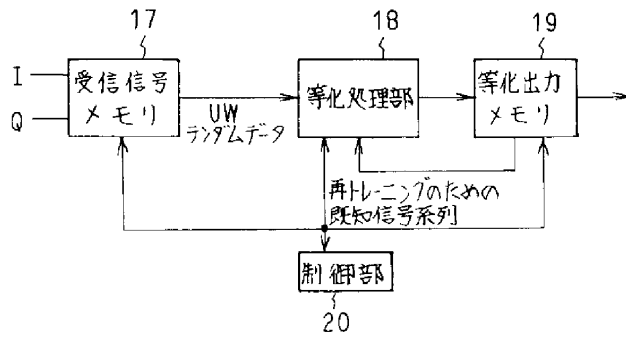 17
18
19
I
Q
受信信号
メモリ
UW
ランダムデータ
等化処理部
等化出力
メモリ
再トレーニングのための
既知信号系列
制御部
20